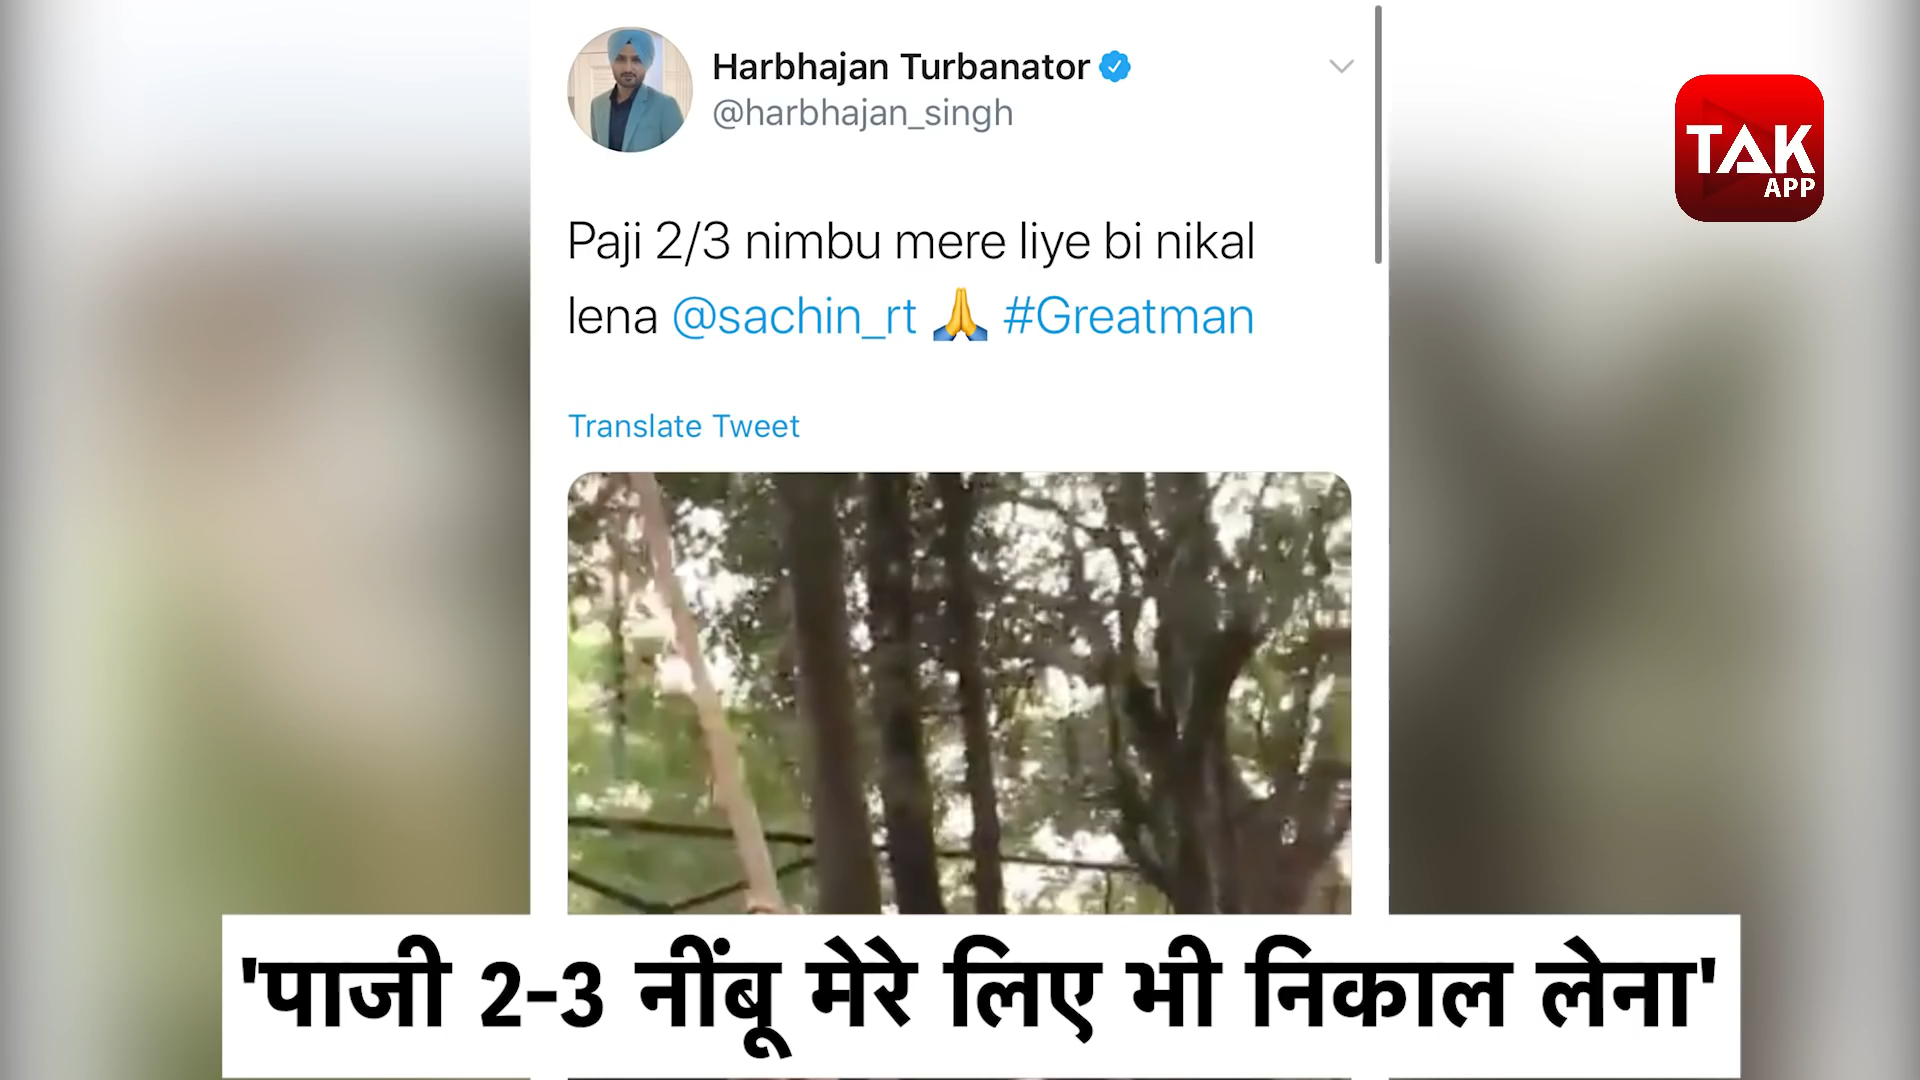 Harbhajan Turbanator
@harbhajan_singh
TAK
APP
Paji 2/3 nimbu mere liye bi nikal
lena @sachin_rt 🙏 #Greatman
Translate Tweet
'पाजी 2-3 नींबू मेरे लिए भी निकाल लेना'